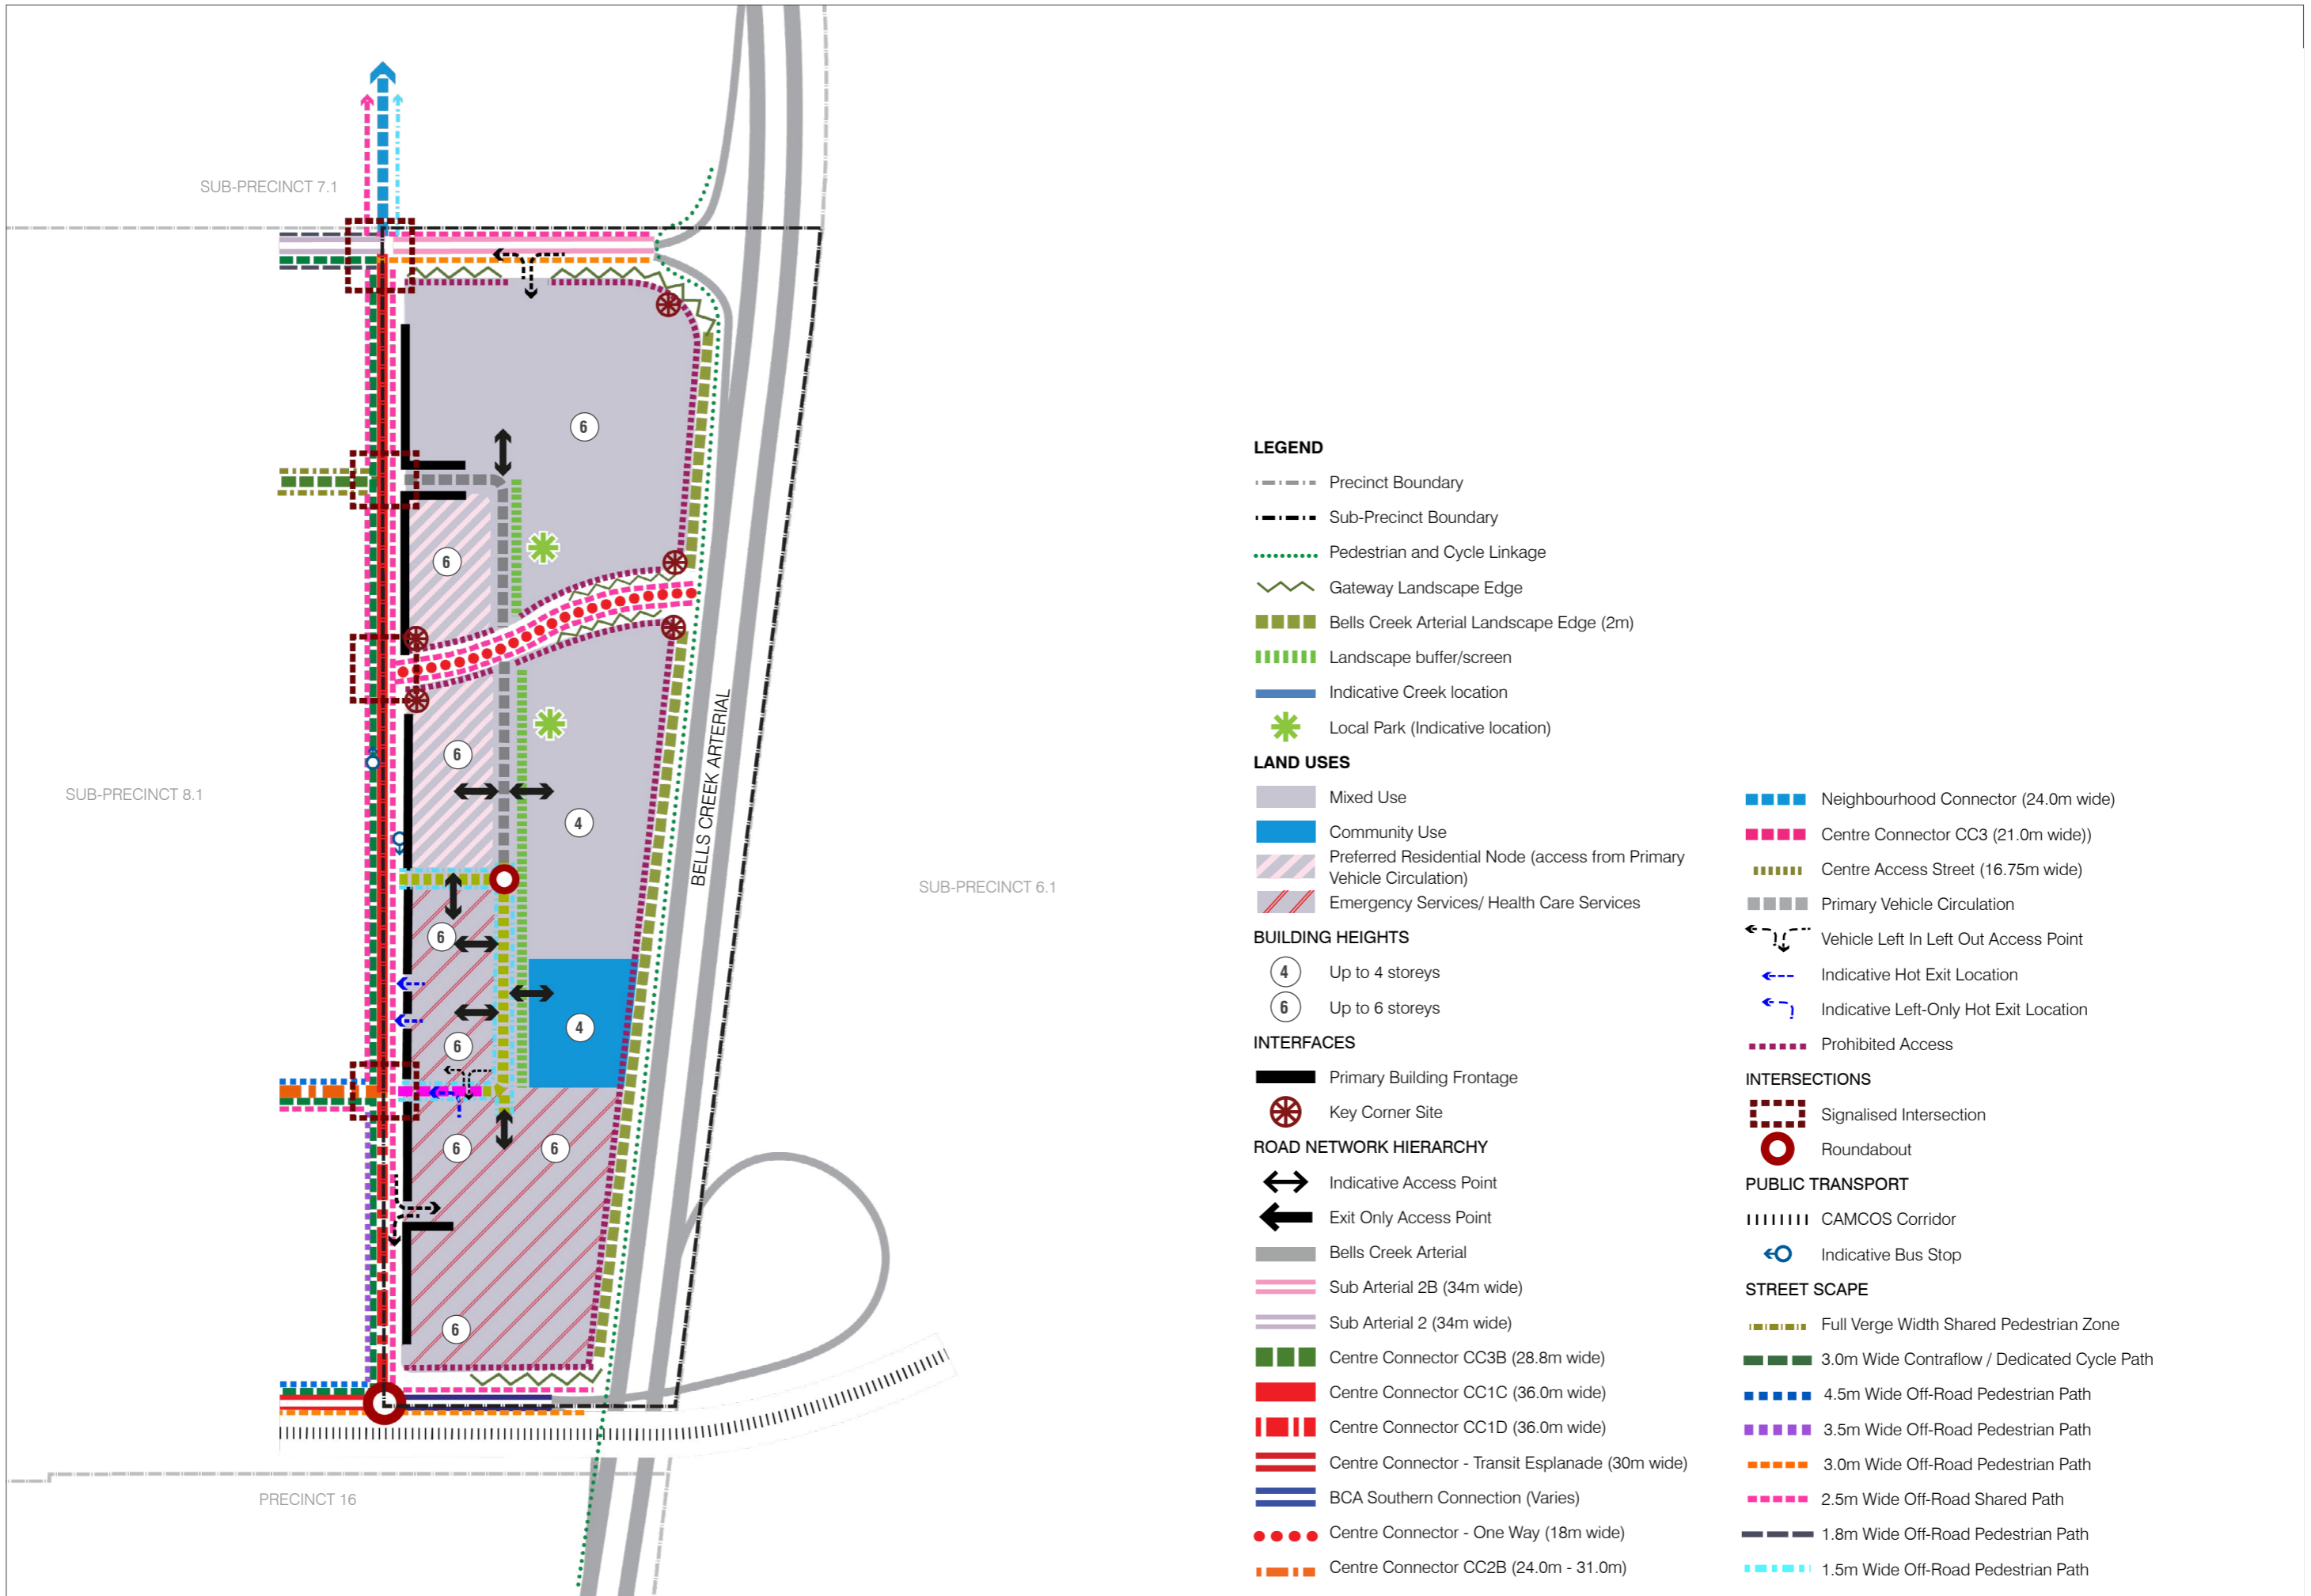 SUB-PRECINCT 7.1
6
6
6
4
6
4
6
6
6
6
BELLS CREEK ARTERIAL
SUB-PRECINCT 8.1
SUB-PRECINCT 6.1
PRECINCT 16
LEGEND
Precinct Boundary
Sub-Precinct Boundary
Pedestrian and Cycle Linkage
Gateway Landscape Edge
Bells Creek Arterial Landscape Edge (2m)
Landscape buffer/screen
Indicative Creek location
Local Park (Indicative location)
LAND USES
Mixed Use
Community Use
Preferred Residential Node (access from Primary
Vehicle Circulation)
Emergency Services/ Health Care Services
BUILDING HEIGHTS
4 Up to 4 storeys
6 Up to 6 storeys
INTERFACES
Primary Building Frontage
Key Corner Site
ROAD NETWORK HIERARCHY
Indicative Access Point
Exit Only Access Point
Bells Creek Arterial
Sub Arterial 2B (34m wide)
Sub Arterial 2 (34m wide)
Centre Connector CC3B (28.8m wide)
Centre Connector CC1C (36.0m wide)
Centre Connector CC1D (36.0m wide)
Centre Connector - Transit Esplanade (30m wide)
BCA Southern Connection (Varies)
Centre Connector - One Way (18m wide)
Centre Connector CC2B (24.0m - 31.0m)
Neighbourhood Connector (24.0m wide)
Centre Connector CC3 (21.0m wide))
Centre Access Street (16.75m wide)
Primary Vehicle Circulation
Vehicle Left In Left Out Access Point
Indicative Hot Exit Location
Indicative Left-Only Hot Exit Location
Prohibited Access
INTERSECTIONS
Signalised Intersection
Roundabout
PUBLIC TRANSPORT
CAMCOS Corridor
Indicative Bus Stop
STREET SCAPE
Full Verge Width Shared Pedestrian Zone
3.0m Wide Contraflow / Dedicated Cycle Path
4.5m Wide Off-Road Pedestrian Path
3.5m Wide Off-Road Pedestrian Path
3.0m Wide Off-Road Pedestrian Path
2.5m Wide Off-Road Shared Path
1.8m Wide Off-Road Pedestrian Path
1.5m Wide Off-Road Pedestrian Path